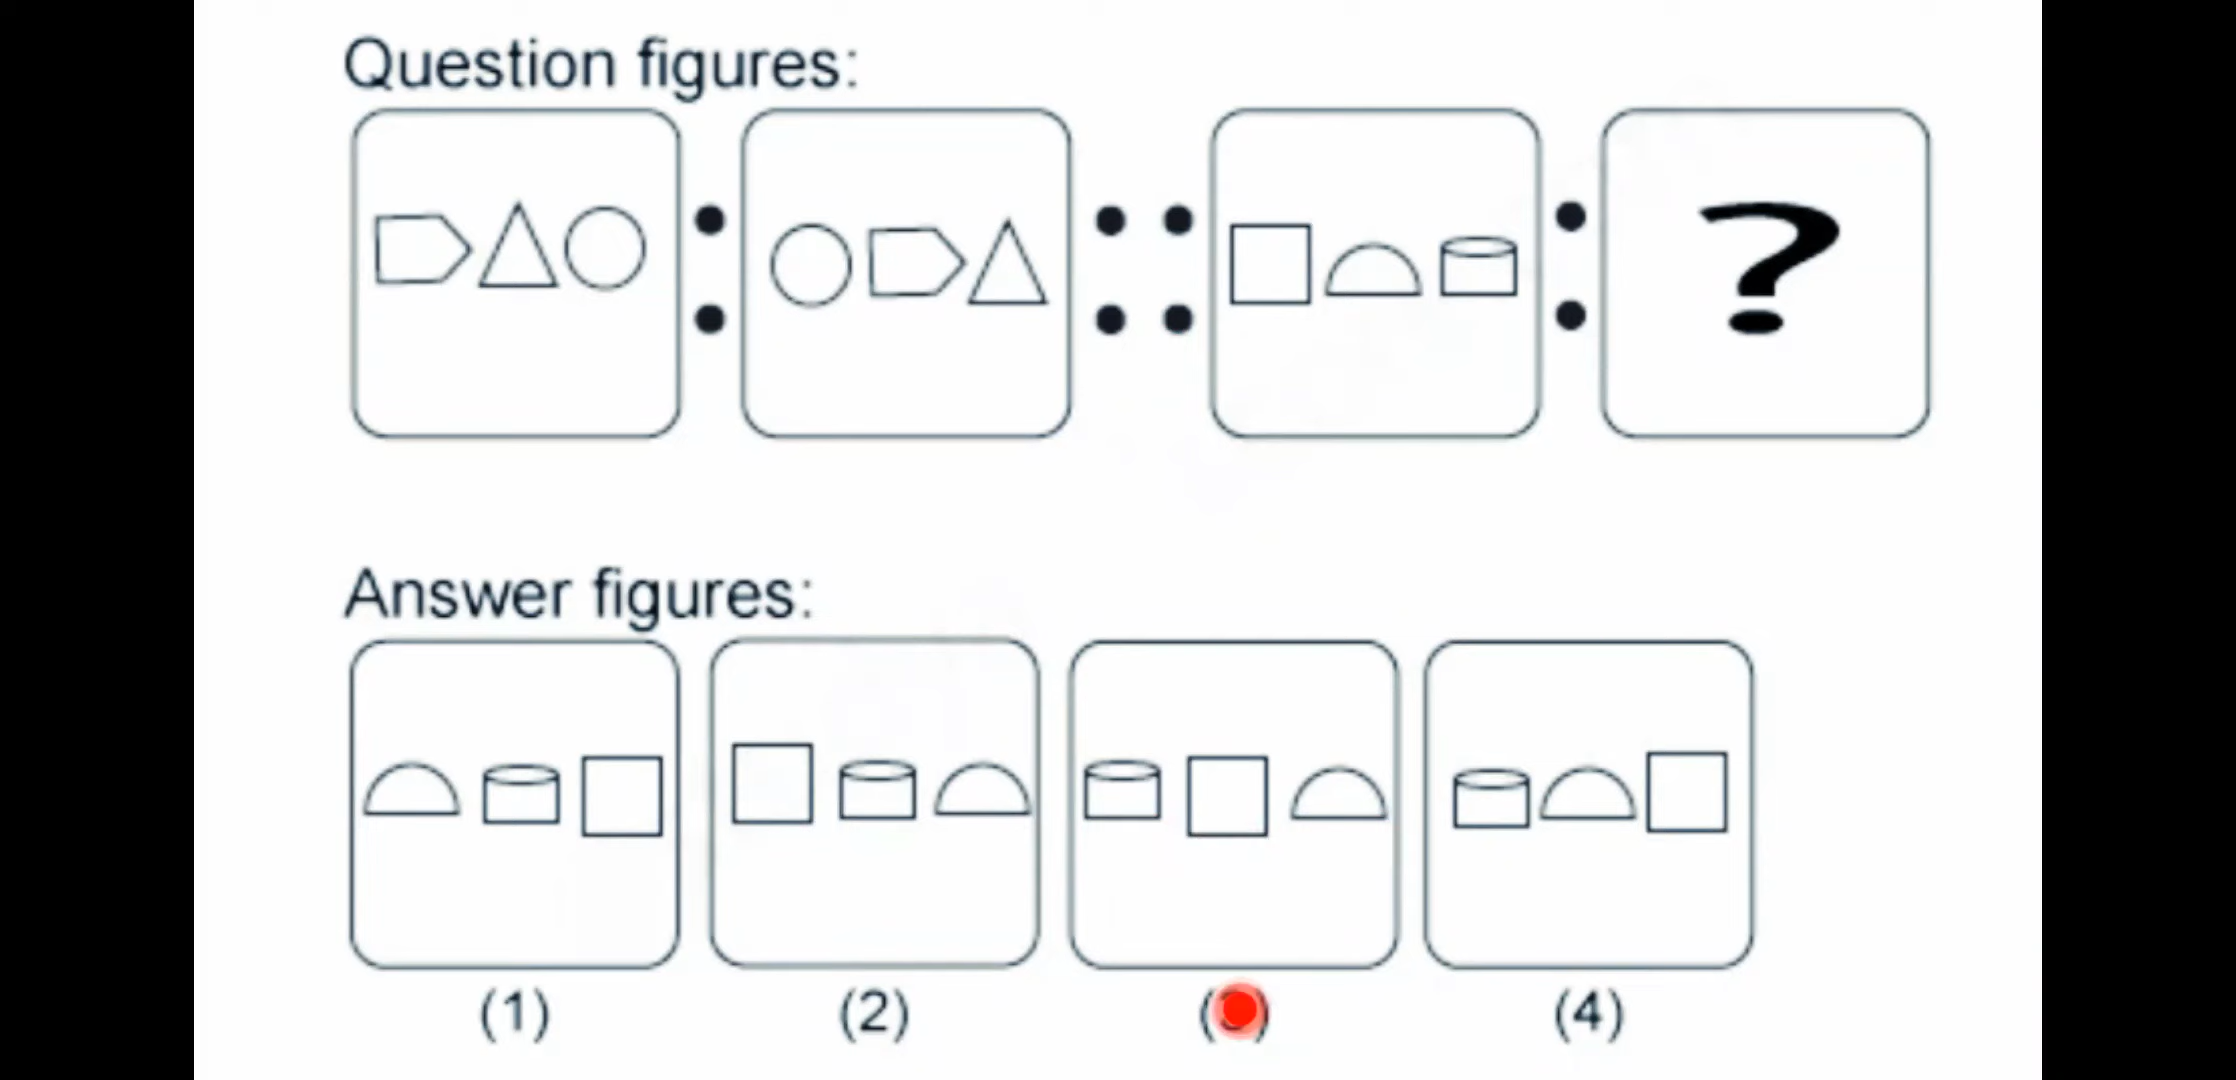 Question figures:
: :: : ?
Answer figures:
(1) (2) (4)